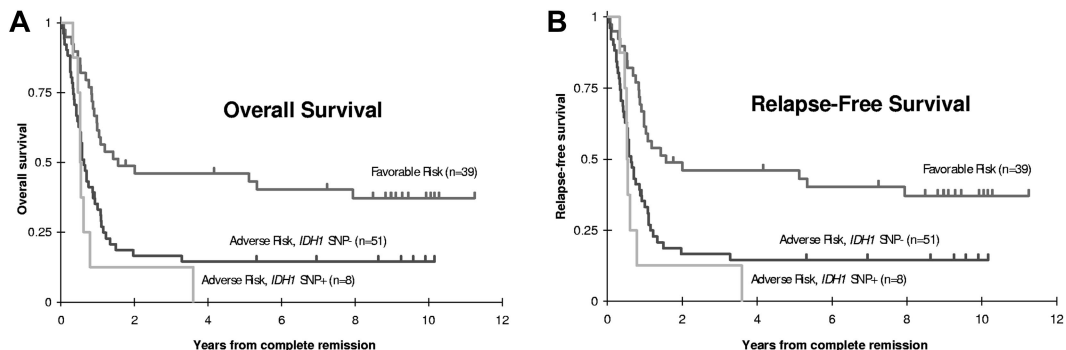 A
Overall Survival
Overall survival
1
0.75
0.5
0.25
0
0
2
4
6
8
10
12
Years from complete remission
Favorable Risk (n=39)
Adverse Risk, IDH1 SNP- (n=51)
Adverse Risk, IDH1 SNP+ (n=8)
B
Relapse-Free Survival
Relapse-free survival
1
0.75
0.5
0.25
0
0
2
4
6
8
10
12
Years from complete remission
Favorable Risk (n=39)
Adverse Risk, IDH1 SNP- (n=51)
Adverse Risk, IDH1 SNP+ (n=8)